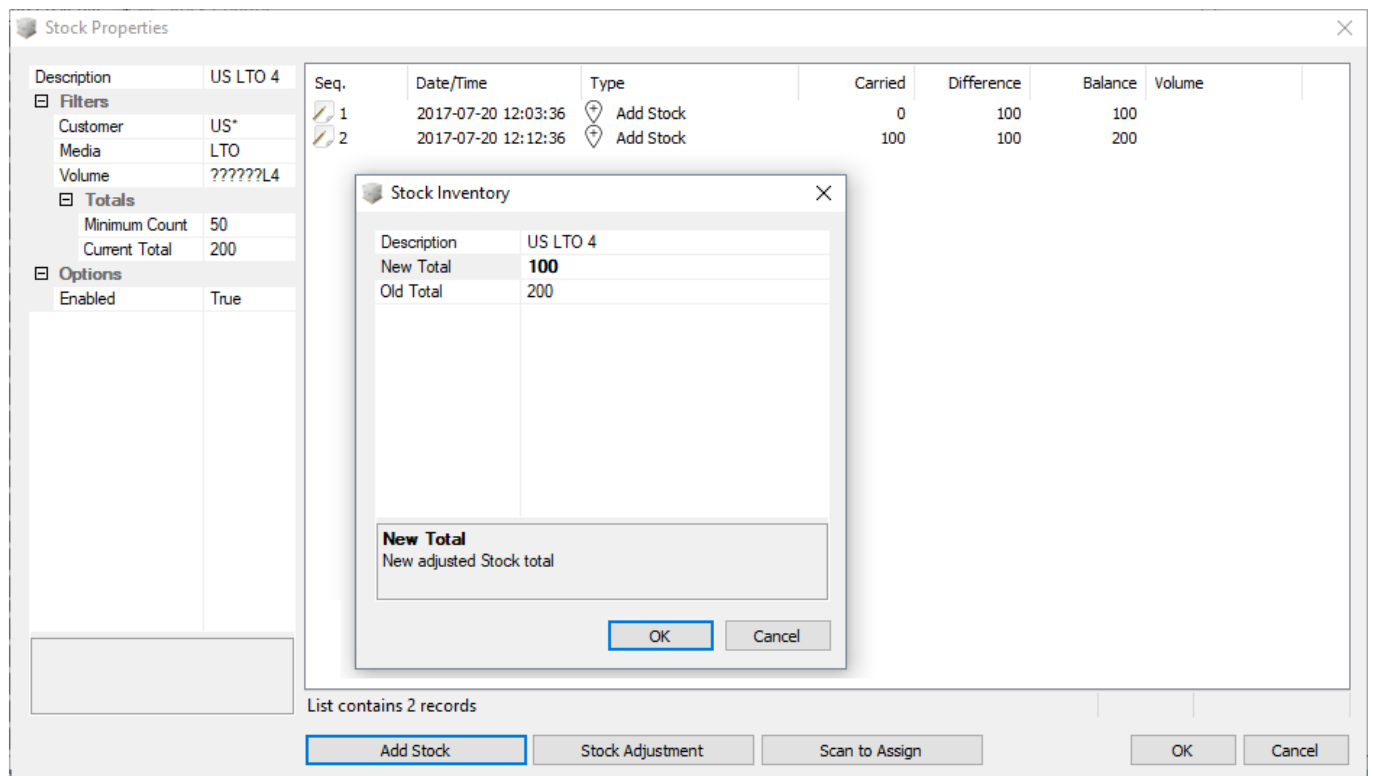 Stock Properties
Description US LTO 4
Filters
Customer US*
Media LTO
Volume ??????L4
Totals
Minimum Count 50
Current Total 200
Options
Enabled True
Seq. Date/Time Type Carried Difference Balance Volume
1 2017-07-20 12:03:36 Add Stock 0 100 100
2 2017-07-20 12:12:36 Add Stock 100 100 200
Stock Inventory
Description US LTO 4
New Total 100
Old Total 200
New Total
New adjusted Stock total
OK Cancel
List contains 2 records
Add Stock Stock Adjustment Scan to Assign OK Cancel